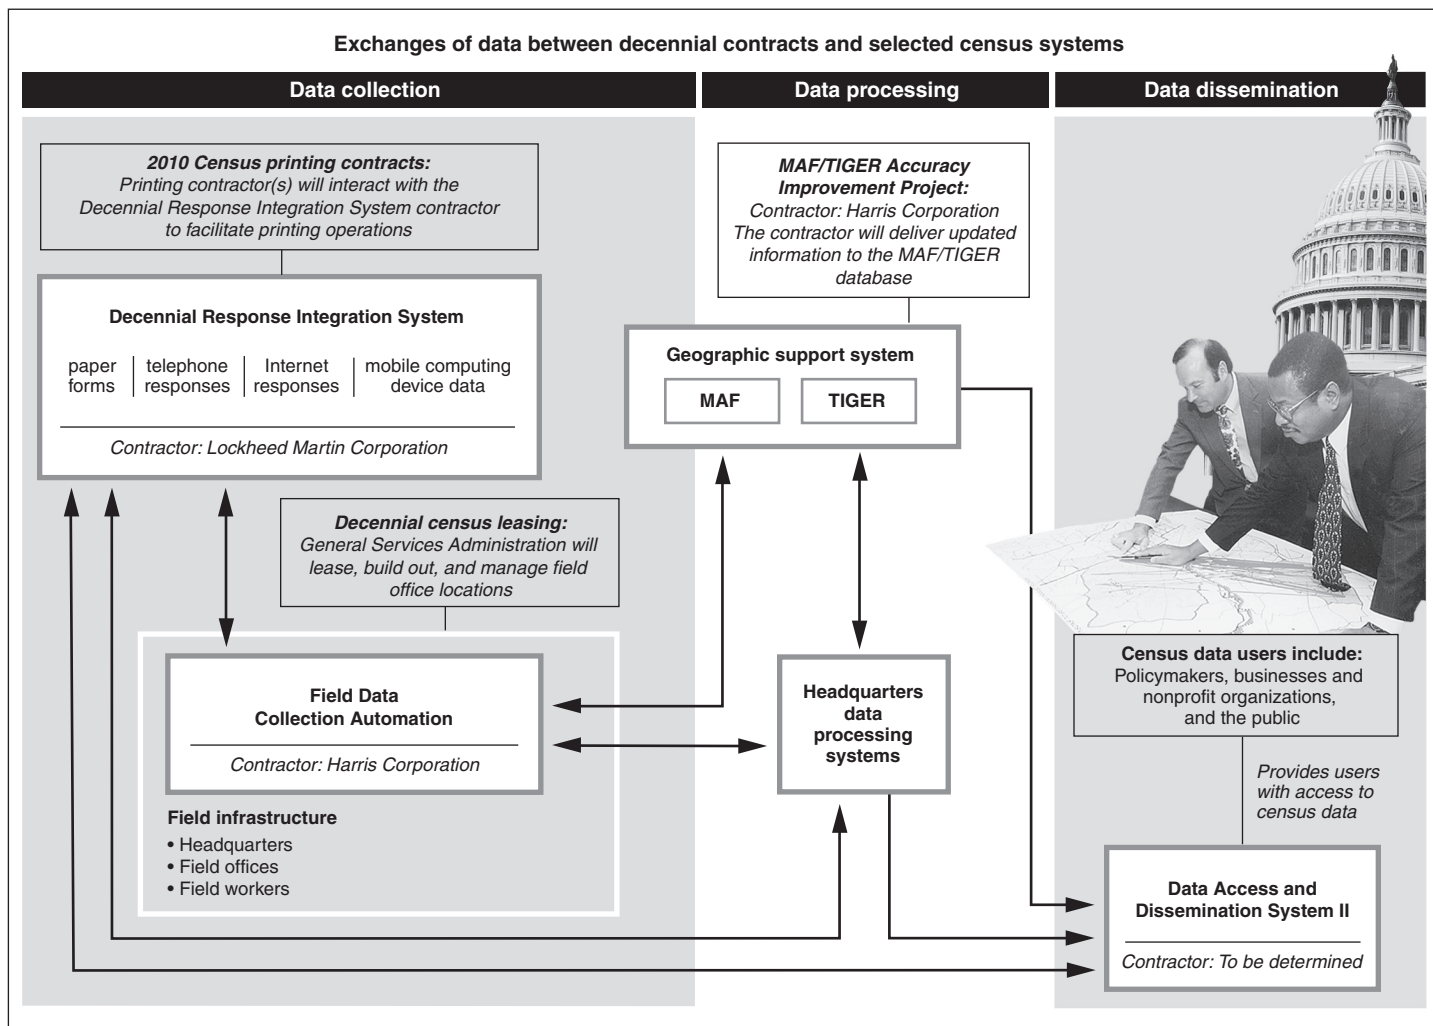 Exchanges of data between decennial contracts and selected census systems
Data collection
Data processing
Data dissemination
2010 Census printing contracts:
Printing contractor(s) will interact with the
Decennial Response Integration System contractor
to facilitate printing operations
Decennial Response Integration System
paper
forms
telephone
responses
Internet
responses
mobile computing
device data
Contractor: Lockheed Martin Corporation
Decennial census leasing:
General Services Administration will
lease, build out, and manage field
office locations
Field Data
Collection Automation
Contractor: Harris Corporation
Field infrastructure
• Headquarters
• Field offices
• Field workers
MAF/TIGER Accuracy
Improvement Project:
Contractor: Harris Corporation
The contractor will deliver updated
information to the MAF/TIGER
database
Geographic support system
MAF
TIGER
Headquarters
data
processing
systems
Census data users include:
Policymakers, businesses and
nonprofit organizations,
and the public
Provides users
with access to
census data
Data Access and
Dissemination System II
Contractor: To be determined